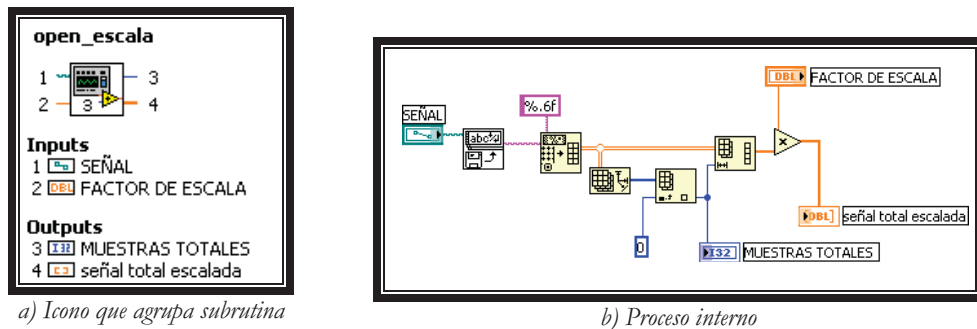 open_escala
1
3
2
3
4
Inputs
1 SEÑAL
2 DBL FACTOR DE ESCALA
Outputs
3 I32 MUESTRAS TOTALES
4 señal total escalada
a) Icono que agrupa subrutina
DBL FACTOR DE ESCALA
%.6f
SEÑAL
abc
DBL] señal total escalada
0
I32 MUESTRAS TOTALES
b) Proceso interno